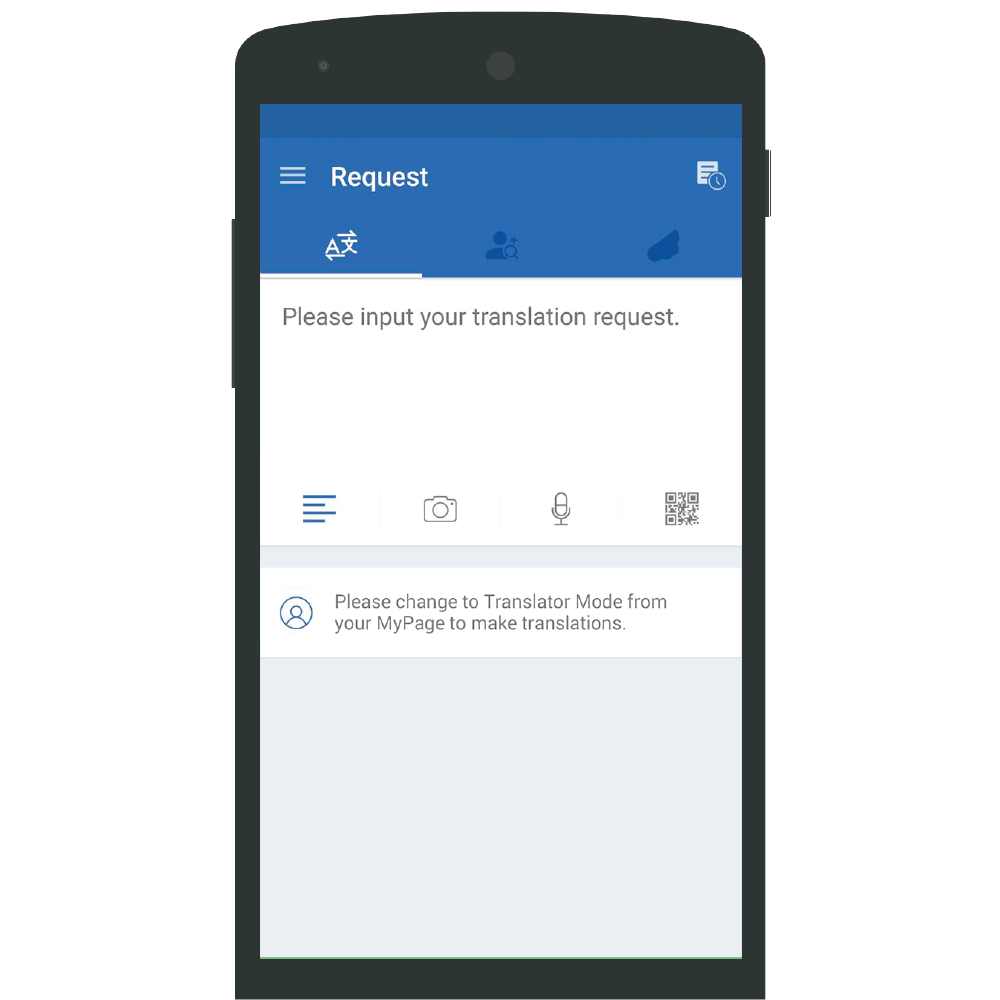 Request
Please input your translation request.
Please change to Translator Mode from
your MyPage to make translations.